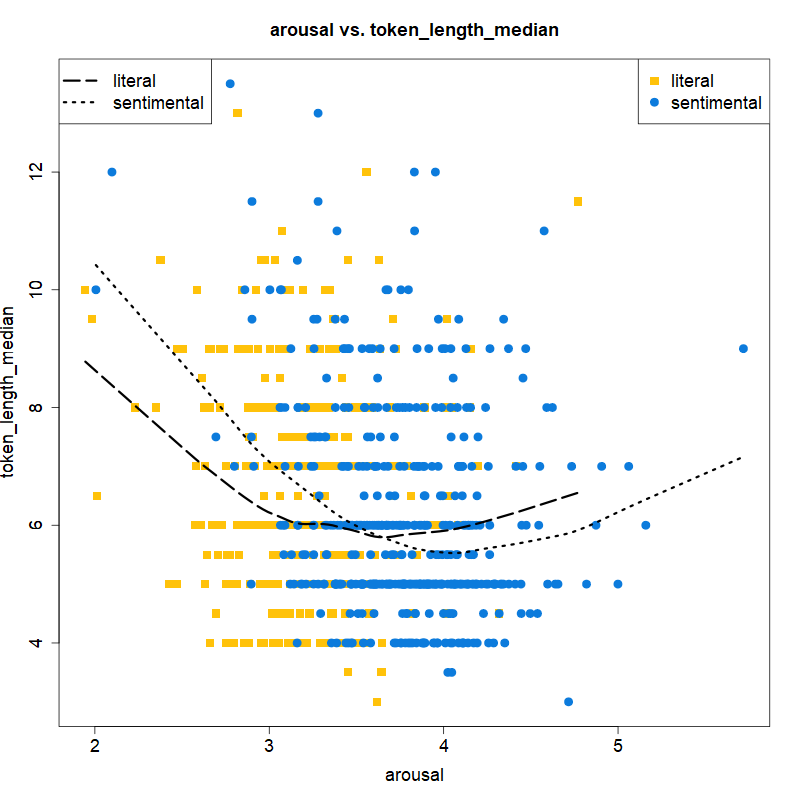 arousal vs. token_length_median
literal
sentimental
literal
sentimental
token_length_median
12
10
8
6
4
2 3 4 5
arousal